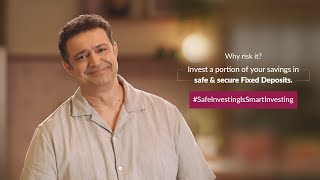 Why risk it?
Invest a portion of your savings in
safe & secure Fixed Deposits.
#SafeInvestingIsSmartInvesting